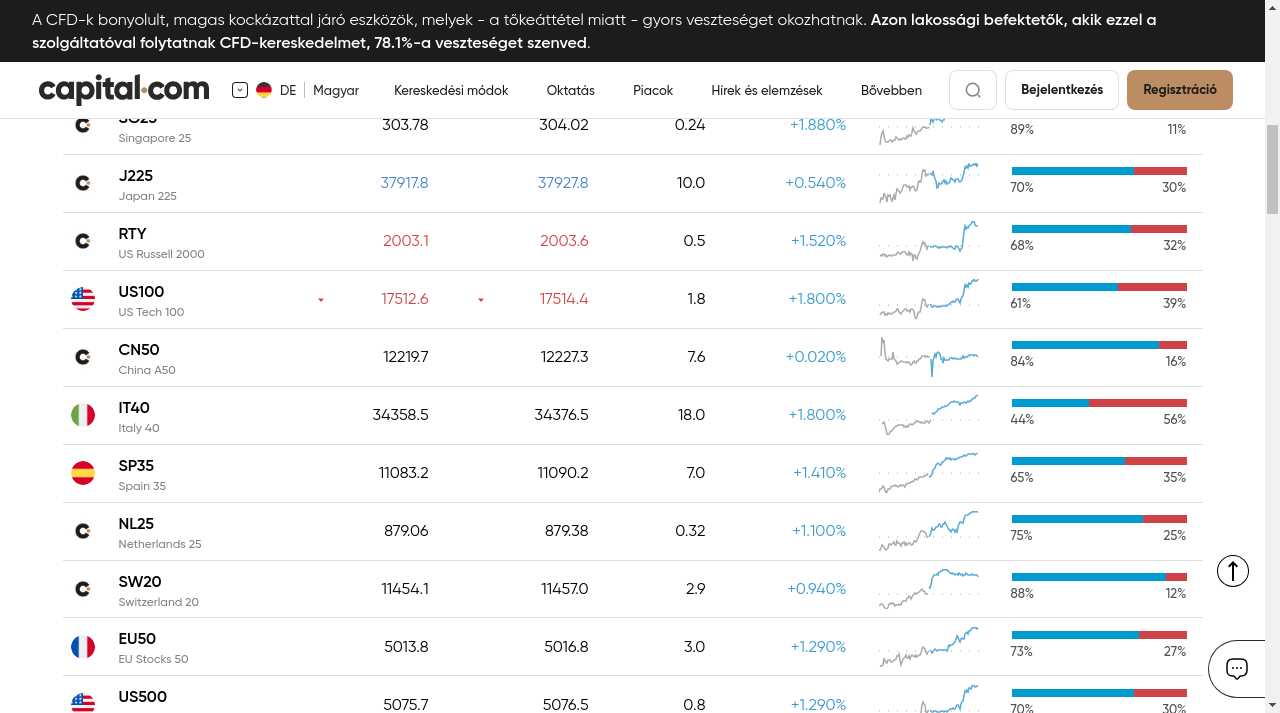 A CFD-k bonyolult, magas kockázattal járó eszközök, melyek - a tőkeáttétel miatt - gyors veszteséget okozhatnak. Azon lakossági befektetők, akik ezzel a
szolgáltatóval folytatnak CFD-kereskedelmet, 78.1%-a veszteséget szenved.
capital.com DE Magyar Kereskedési módok Oktatás Piacok Hírek és elemzések Bővebben Bejelentkezés Regisztráció
SG25 303.78 304.02 0.24 +1.880%
Singapore 25 89% 11%
J225 37917.8 37927.8 10.0 +0.540%
Japan 225 70% 30%
RTY 2003.1 2003.6 0.5 +1.520%
US Russell 2000 68% 32%
US100 17512.6 17514.4 1.8 +1.800%
US Tech 100 61% 39%
CN50 12219.7 12227.3 7.6 +0.020%
China A50 84% 16%
IT40 34358.5 34376.5 18.0 +1.800%
Italy 40 44% 56%
SP35 11083.2 11090.2 7.0 +1.410%
Spain 35 65% 35%
NL25 879.06 879.38 0.32 +1.100%
Netherlands 25 75% 25%
SW20 11454.1 11457.0 2.9 +0.940%
Switzerland 20 88% 12%
EU50 5013.8 5016.8 3.0 +1.290%
EU Stocks 50 73% 27%
US500 5075.7 5076.5 0.8 +1.290%
70% 30%